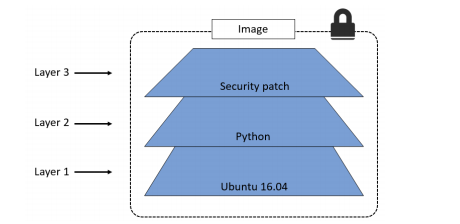 Image
Layer 3
Security patch
Layer 2
Python
Layer 1
Ubuntu 16.04